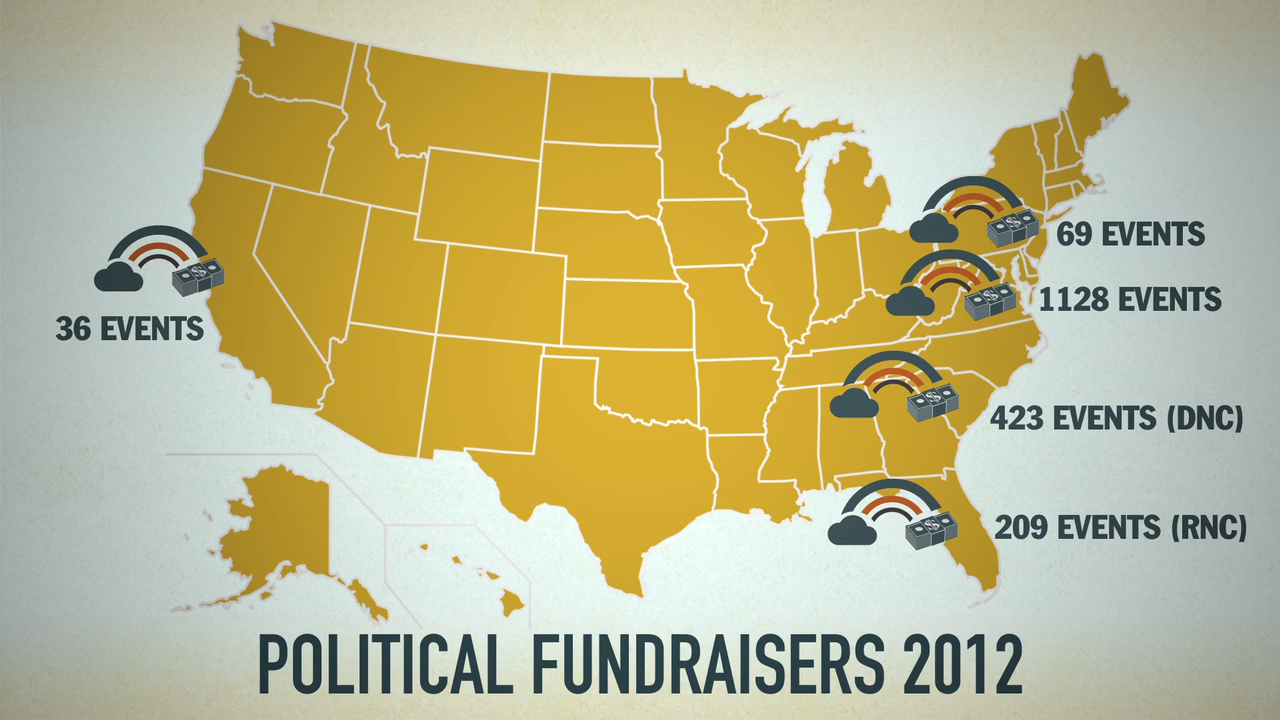 69 EVENTS
1128 EVENTS
36 EVENTS
423 EVENTS (DNC)
209 EVENTS (RNC)
POLITICAL FUNDRAISERS 2012